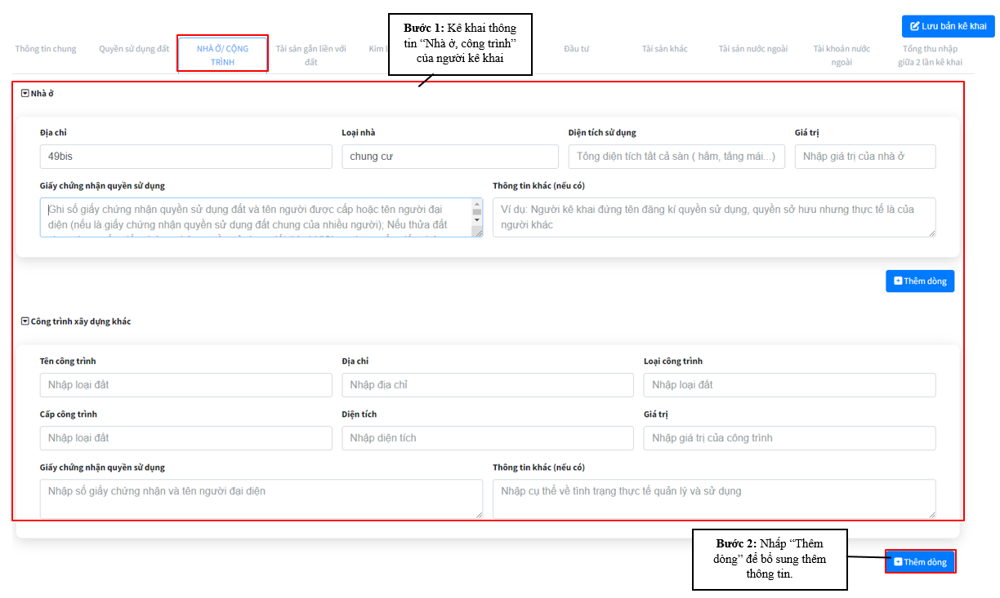 Bước 1: Kê khai thông
tin “Nhà ở, công trình”
của người kê khai
Lưu bản kê khai
Thông tin chung
Quyền sử dụng đất
NHÀ Ở/ CÔNG
TRÌNH
Tài sản gắn liền với
đất
Kim
Đầu tư
Tài sản khác
Tài sản nước ngoài
Tài khoản nước
ngoài
Tổng thu nhập
giữa 2 lần kê khai
Nhà ở
Địa chỉ
Loại nhà
Diện tích sử dụng
Giá trị
49bis
chung cư
Tổng diện tích tất cả sàn ( hầm, tầng mái...)
Nhập giá trị của nhà ở
Giấy chứng nhận quyền sử dụng
Thông tin khác (nếu có)
Ghi số giấy chứng nhận quyền sử dụng đất và tên người được cấp hoặc tên người đại
diện (nếu là giấy chứng nhận quyền sử dụng đất chung của nhiều người); Nếu thửa đất
Ví dụ: Người kê khai đứng tên đăng kí quyền sử dụng, quyền sở hưu nhưng thực tế là của
người khác
Thêm dòng
Công trình xây dựng khác
Tên công trình
Địa chỉ
Loại công trình
Nhập loại đất
Nhập địa chỉ
Nhập loại đất
Cấp công trình
Diện tích
Giá trị
Nhập loại đất
Nhập diện tích
Nhập giá trị của công trình
Giấy chứng nhận quyền sử dụng
Thông tin khác (nếu có)
Nhập số giấy chứng nhận và tên người đại diện
Nhập cụ thể về tình trạng thực tế quản lý và sử dụng
Bước 2: Nhấp “Thêm
dòng” để bổ sung thêm
thông tin.
Thêm dòng